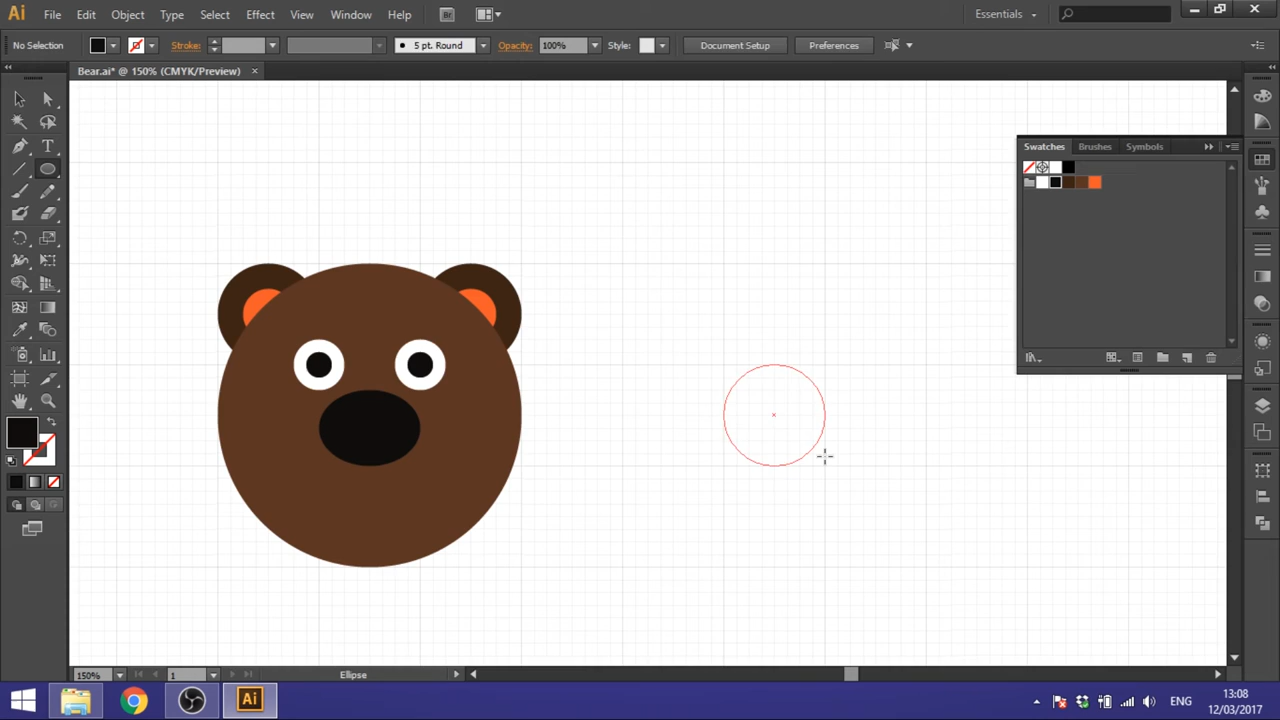 Ai File Edit Object Type Select Effect View Window Help Br Essentials
No Selection Stroke: 5 pt. Round Opacity: 100% Style: Document Setup Preferences
Bear.ai* @ 150% (CMYK/Preview) ×
Swatches Brushes Symbols
T
150% 1 Ellipse
Ai ENG 13:08
12/03/2017